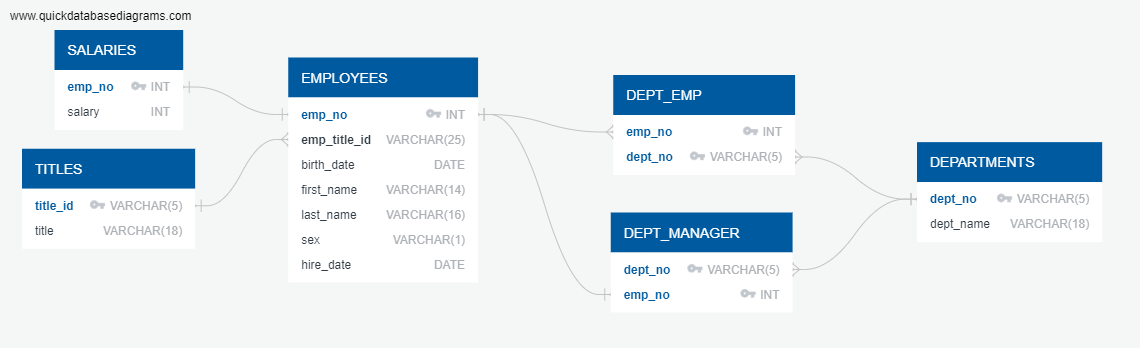 www.quickdatabasediagrams.com
SALARIES
emp_no INT
salary INT
TITLES
title_id VARCHAR(5)
title VARCHAR(18)
EMPLOYEES
emp_no INT
emp_title_id VARCHAR(25)
birth_date DATE
first_name VARCHAR(14)
last_name VARCHAR(16)
sex VARCHAR(1)
hire_date DATE
DEPT_EMP
emp_no INT
dept_no VARCHAR(5)
DEPT_MANAGER
dept_no VARCHAR(5)
emp_no INT
DEPARTMENTS
dept_no VARCHAR(5)
dept_name VARCHAR(18)